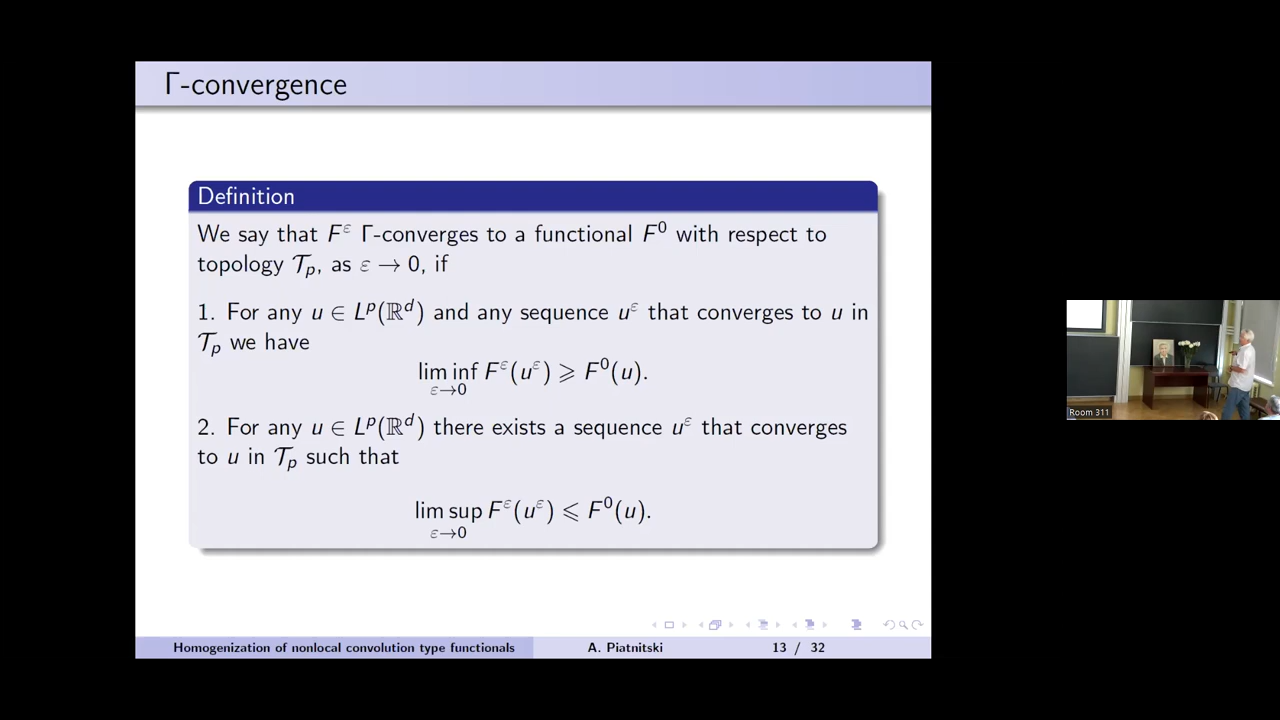 Γ-convergence
Definition
We say that F^ε Γ-converges to a functional F^0 with respect to
topology 𝒯_p, as ε → 0, if
1. For any u ∈ L^p(ℝ^d) and any sequence u^ε that converges to u in
𝒯_p we have
lim inf F^ε(u^ε) ⩾ F^0(u).
ε→0
2. For any u ∈ L^p(ℝ^d) there exists a sequence u^ε that converges
to u in 𝒯_p such that
lim sup F^ε(u^ε) ⩽ F^0(u).
ε→0
Homogenization of nonlocal convolution type functionals A. Piatnitski 13 / 32
Room 311